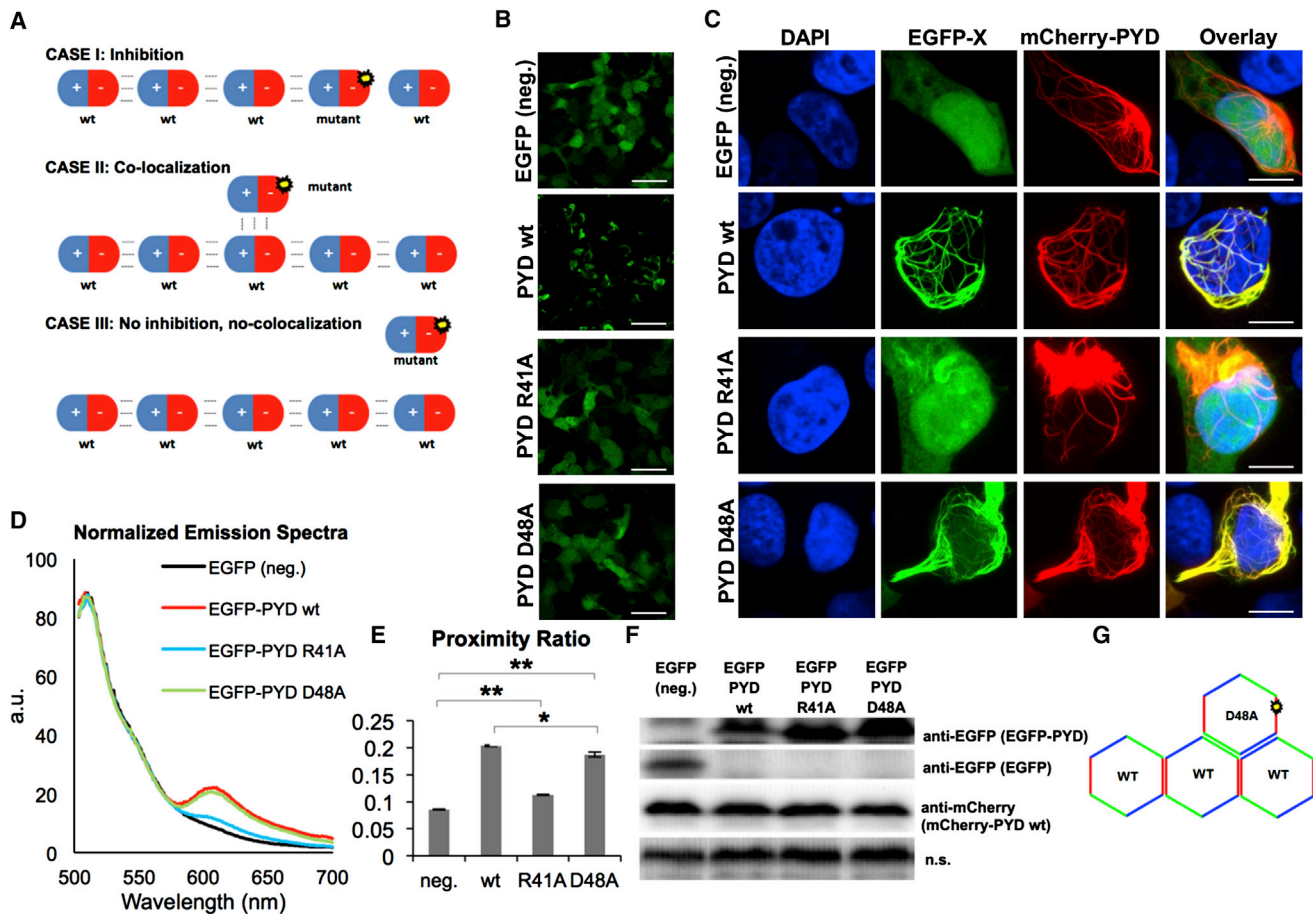 A
CASE I: Inhibition
+ - + - + - + - + -
wt wt wt mutant wt
CASE II: Co-localization
+ - mutant
+ - + - + - + - + -
wt wt wt wt wt
CASE III: No inhibition, no-colocalization
+ -
mutant
+ - + - + - + - + -
wt wt wt wt wt
B
EGFP (neg.)
PYD wt
PYD R41A
PYD D48A
C
DAPI EGFP-X mCherry-PYD Overlay
EGFP (neg.)
PYD wt
PYD R41A
PYD D48A
D
Normalized Emission Spectra
100
80
60
40
20
0
a.u.
500 550 600 650 700
Wavelength (nm)
EGFP (neg.)
EGFP-PYD wt
EGFP-PYD R41A
EGFP-PYD D48A
E
Proximity Ratio
**
**
*
0.25
0.2
0.15
0.1
0.05
0
neg. wt R41A D48A
F
EGFP (neg.)
EGFP PYD wt
EGFP PYD R41A
EGFP PYD D48A
anti-EGFP (EGFP-PYD)
anti-EGFP (EGFP)
anti-mCherry
(mCherry-PYD wt)
n.s.
G
D48A
WT WT WT